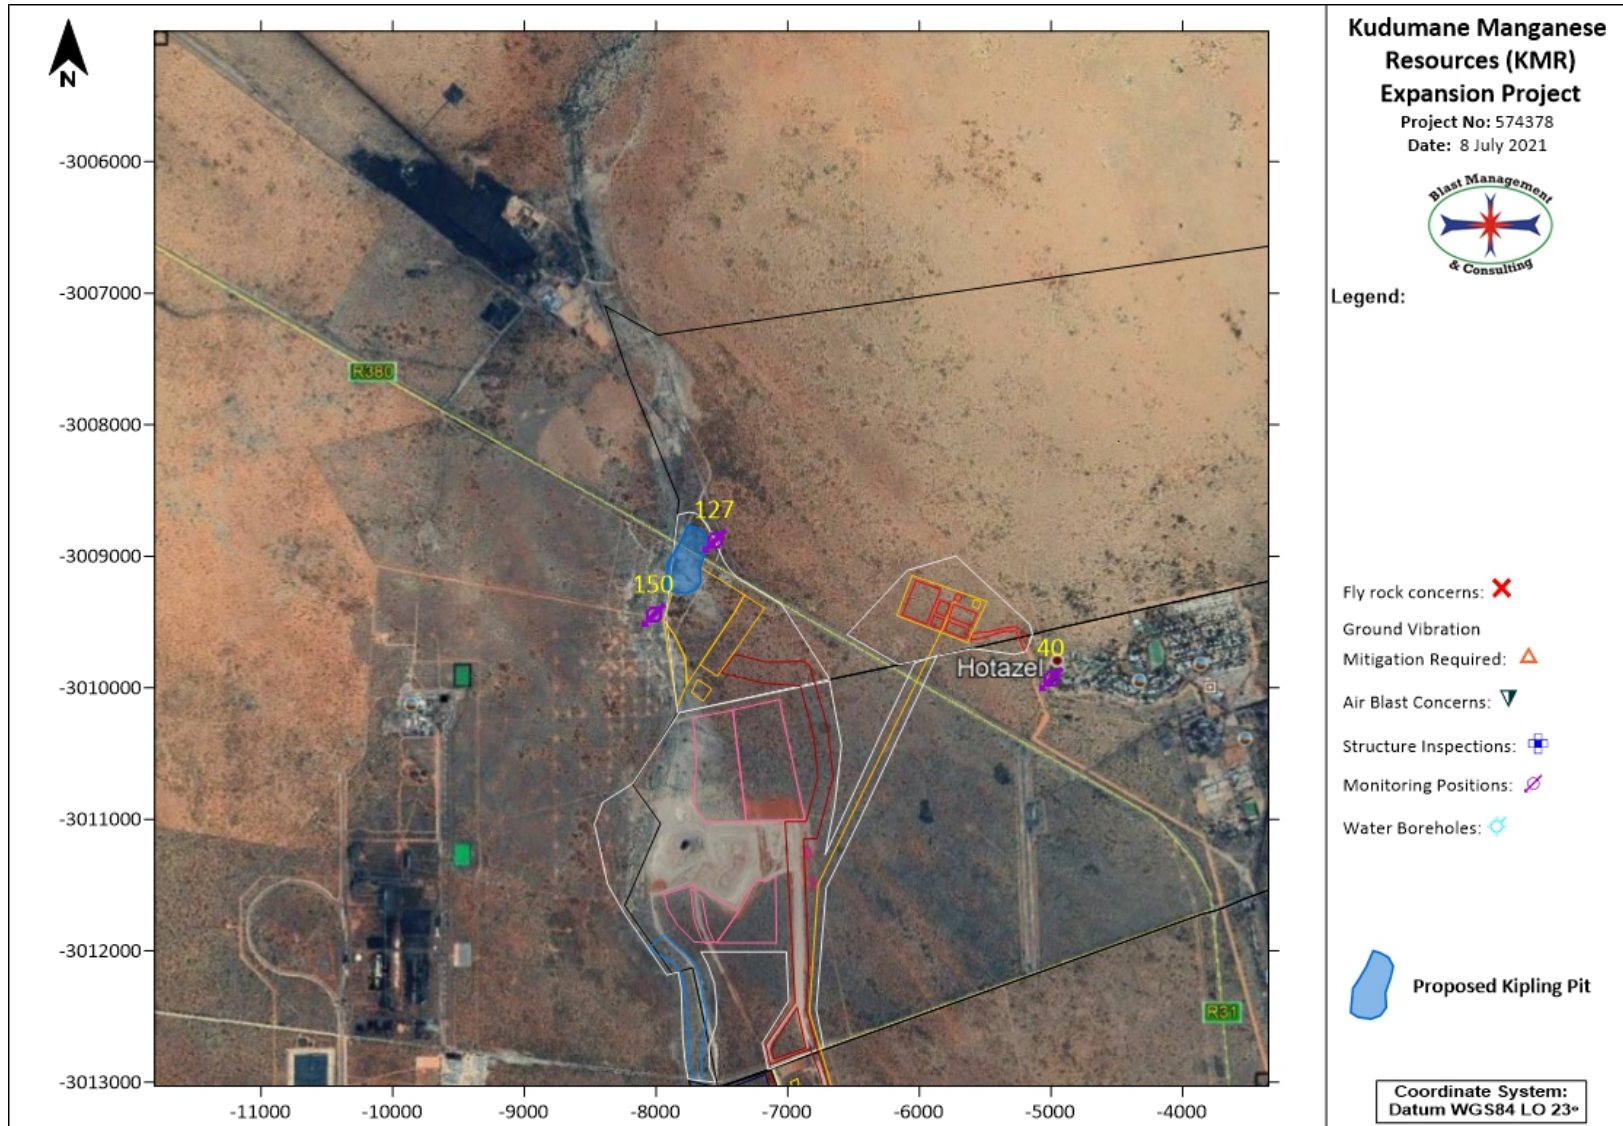 Kudumane Manganese
Resources (KMR)
Expansion Project
Project No: 574378
Date: 8 July 2021
Blast Management
& Consulting
Legend:
Fly rock concerns:
Ground Vibration
Mitigation Required:
Air Blast Concerns:
Structure Inspections:
Monitoring Positions:
Water Boreholes:
Proposed Kipling Pit
Coordinate System:
Datum WGS84 LO 23°
N
-3006000
-3007000
-3008000
-3009000
-3010000
-3011000
-3012000
-3013000
-11000
-10000
-9000
-8000
-7000
-6000
-5000
-4000
R380
127
150
40
Hotazel
R31